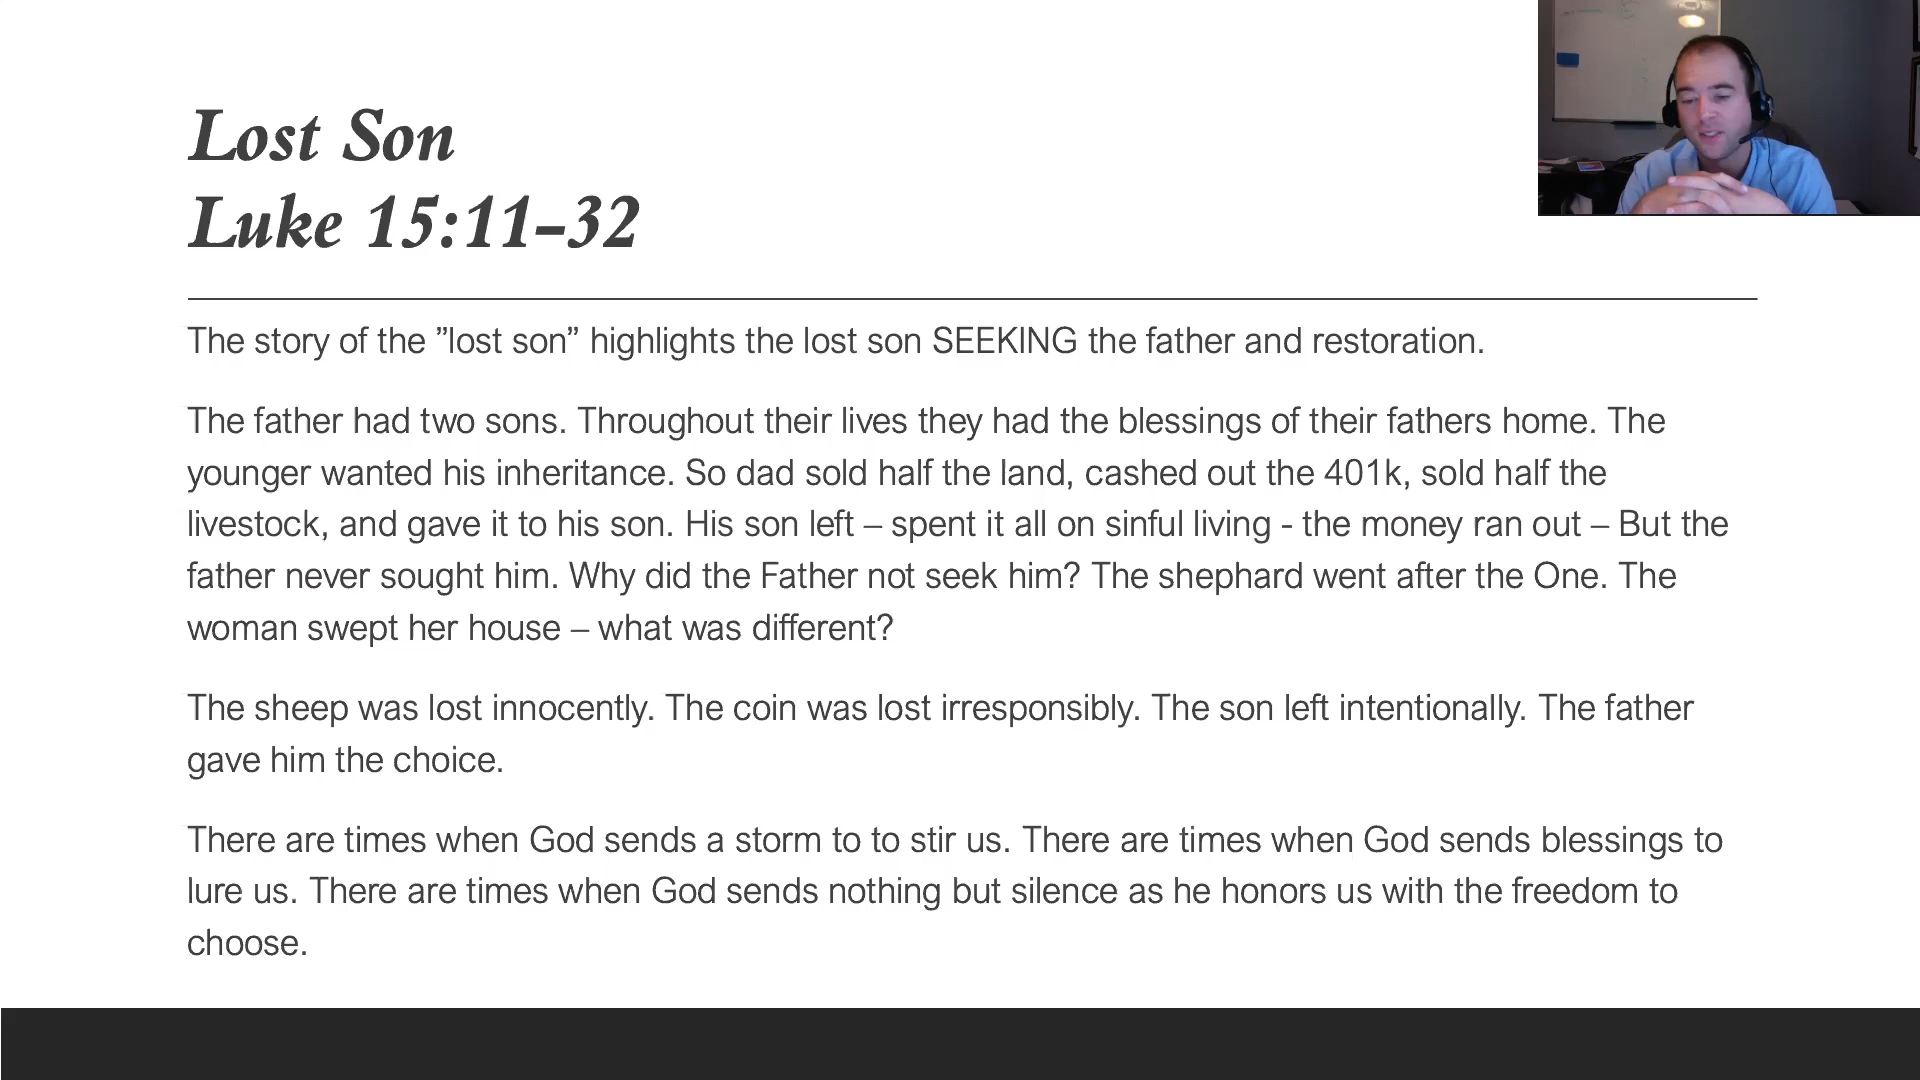 Lost Son
Luke 15:11–32
The story of the ”lost son” highlights the lost son SEEKING the father and restoration.
The father had two sons. Throughout their lives they had the blessings of their fathers home. The
younger wanted his inheritance. So dad sold half the land, cashed out the 401k, sold half the
livestock, and gave it to his son. His son left – spent it all on sinful living - the money ran out – But the
father never sought him. Why did the Father not seek him? The shephard went after the One. The
woman swept her house – what was different?
The sheep was lost innocently. The coin was lost irresponsibly. The son left intentionally. The father
gave him the choice.
There are times when God sends a storm to to stir us. There are times when God sends blessings to
lure us. There are times when God sends nothing but silence as he honors us with the freedom to
choose.